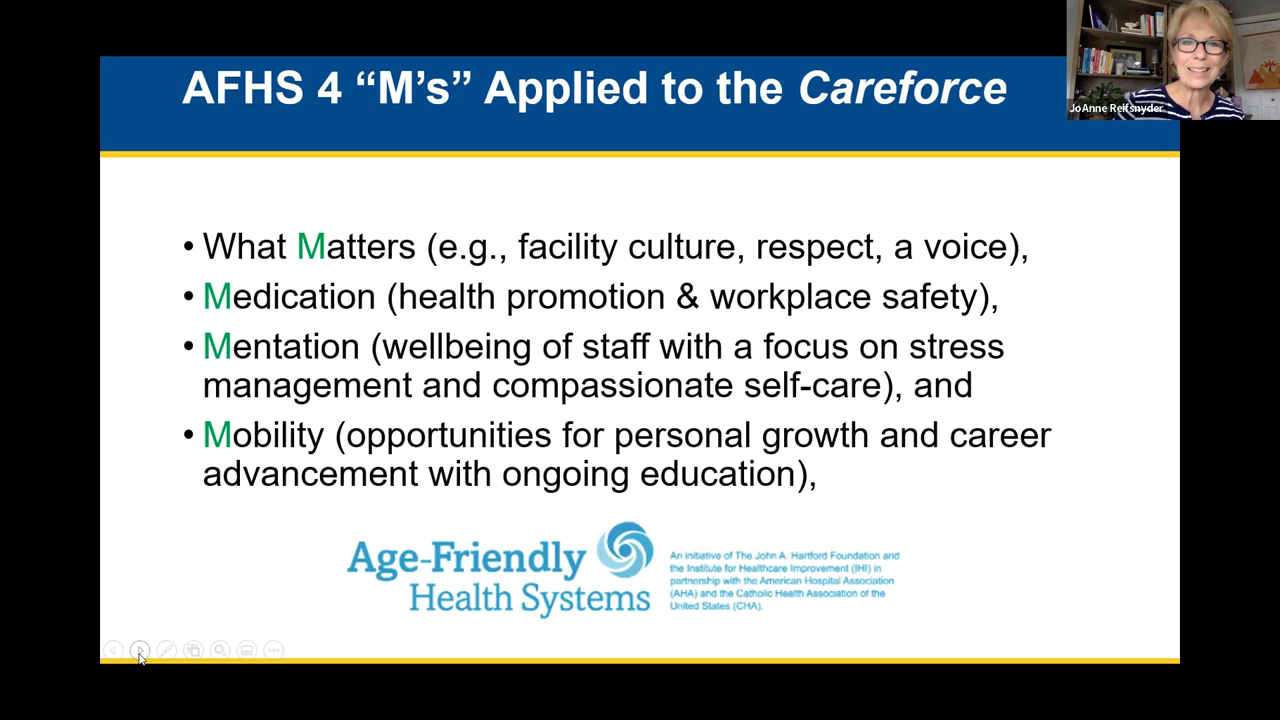 AFHS 4 “M’s” Applied to the Careforce
JoAnne Reifsnyder
• What Matters (e.g., facility culture, respect, a voice),
• Medication (health promotion & workplace safety),
• Mentation (wellbeing of staff with a focus on stress
management and compassionate self-care), and
• Mobility (opportunities for personal growth and career
advancement with ongoing education),
Age-Friendly
Health Systems
An initiative of The John A. Hartford Foundation and
the Institute for Healthcare Improvement (IHI) in
partnership with the American Hospital Association
(AHA) and the Catholic Health Association of the
United States (CHA).